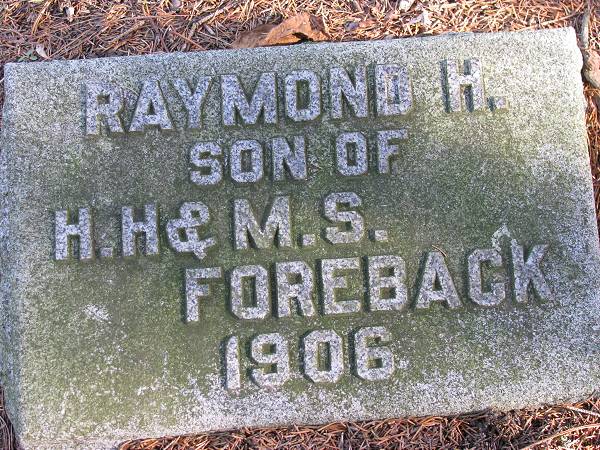 RAYMOND H.
SON OF
H.H & M.S.
FOREBACK
1906